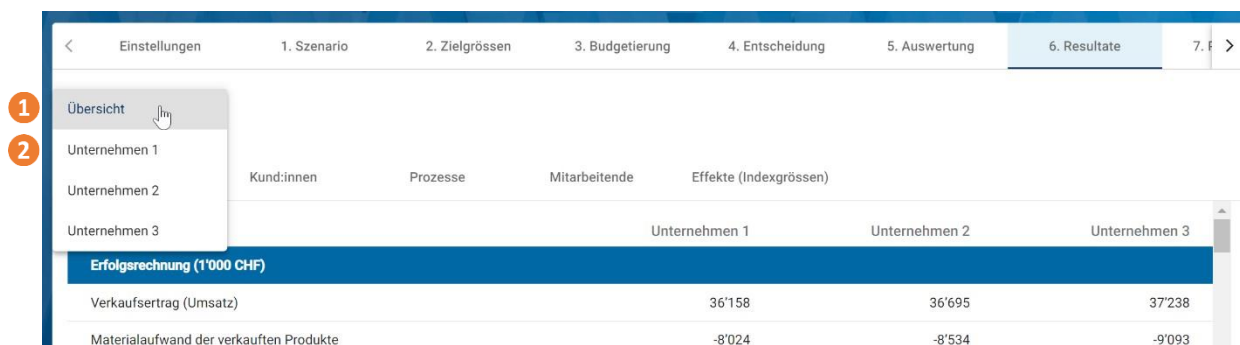 Einstellungen 1. Szenario 2. Zielgrössen 3. Budgetierung 4. Entscheidung 5. Auswertung 6. Resultate 7.
1 Übersicht
2 Unternehmen 1
Unternehmen 2
Unternehmen 3
Kund:innen Prozesse Mitarbeitende Effekte (Indexgrössen)
Unternehmen 1 Unternehmen 2 Unternehmen 3
Erfolgsrechnung (1'000 CHF)
Verkaufsertrag (Umsatz) 36'158 36'695 37'238
Materialaufwand der verkauften Produkte -8'024 -8'534 -9'093